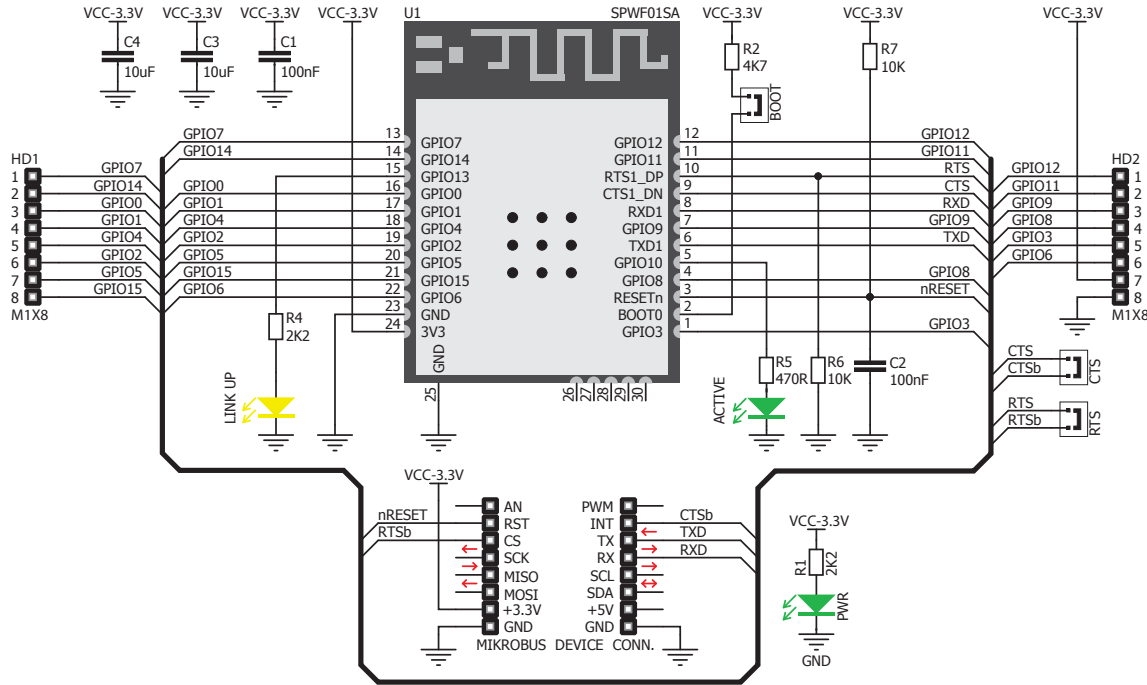 VCC-3.3V VCC-3.3V VCC-3.3V VCC-3.3V U1 SPWF01SA VCC-3.3V VCC-3.3V VCC-3.3V
C4 C3 C1 R2 R7
10uF 10uF 100nF 4K7 10K
BOOT
GPIO7 13 GPIO7 GPIO12 12 GPIO12
GPIO14 14 GPIO14 GPIO11 11 GPIO11
HD1 HD2
1 GPIO7 15 GPIO13 RTS1_DP 10 RTS GPIO12 1
2 GPIO14 GPIO0 16 GPIO0 CTS1_DN 9 CTS GPIO11 2
3 GPIO0 GPIO1 17 GPIO1 RXD1 8 RXD GPIO9 3
4 GPIO1 GPIO4 18 GPIO4 GPIO9 7 GPIO9 GPIO8 4
5 GPIO4 GPIO2 19 GPIO2 TXD1 6 TXD GPIO3 5
6 GPIO2 GPIO5 20 GPIO5 GPIO10 5 GPIO6 6
7 GPIO5 GPIO15 21 GPIO15 GPIO8 4 GPIO8 7
8 GPIO15 GPIO6 22 GPIO6 RESETn 3 nRESET 8
M1X8 23 GND BOOT0 2 M1X8
R4
2K2
24 3V3 GPIO3 1 GPIO3
GND
25 26 27 28 29 30
R5 R6 C2
470R 10K 100nF
CTS
CTSb
CTS
LINK UP
ACTIVE
RTS
RTSb
RTS
VCC-3.3V
AN PWM
nRESET RST INT CTSb
RTSb CS TX TXD
SCK RX RXD
MISO SCL
MOSI SDA
+3.3V +5V
GND GND
MIKROBUS DEVICE CONN.
VCC-3.3V
R1
2K2
PWR
GND